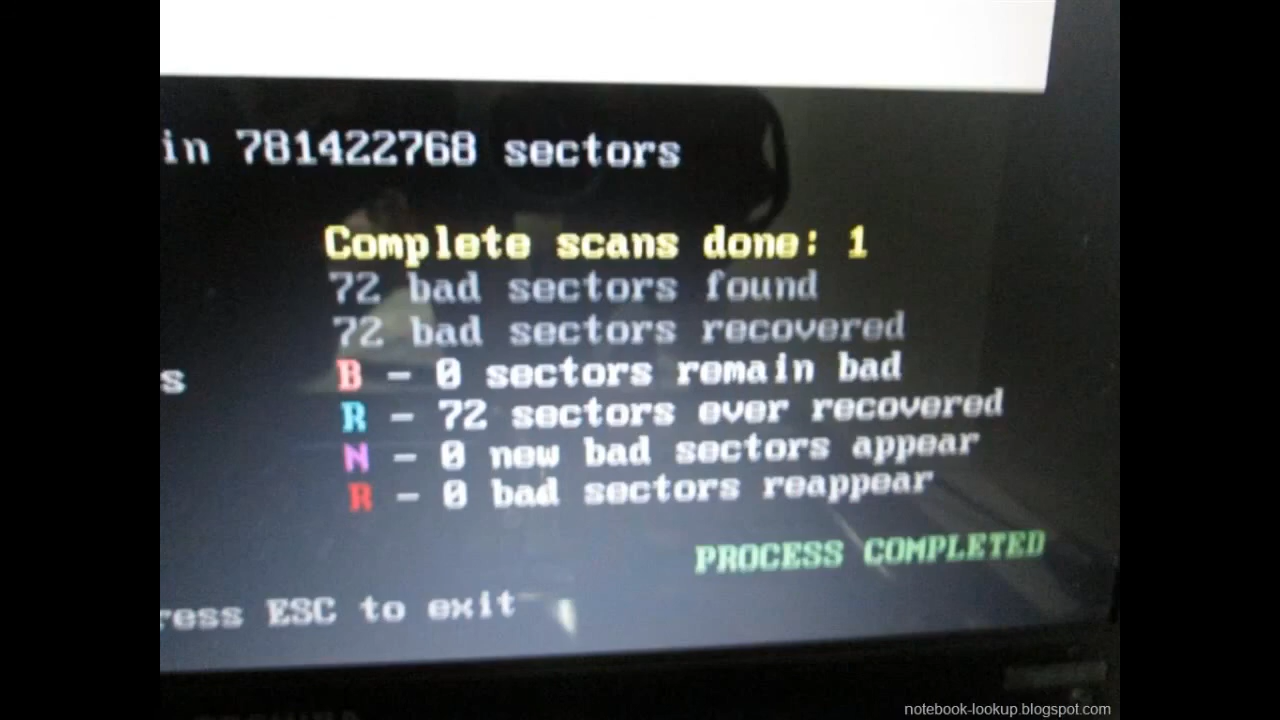 in 781422768 sectors
Complete scans done: 1
72 bad sectors found
72 bad sectors recovered
B - 0 sectors remain bad
s
R - 72 sectors ever recovered
N - 0 new bad sectors appear
R - 0 bad sectors reappear
PROCESS COMPLETED
ress ESC to exit
notebook-lookup.blogspot.com